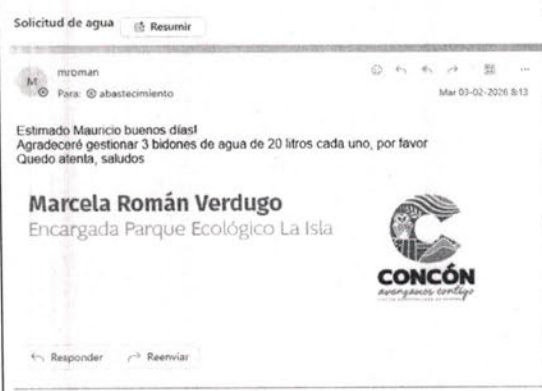 Solicitud de agua
Resumir
mroman
M
Para: abastecimiento
Mar 03-02-2026 8:13
Estimado Mauricio buenos días!
Agradeceré gestionar 3 bidones de agua de 20 litros cada uno, por favor
Quedo atenta, saludos
Marcela Román Verdugo
Encargada Parque Ecológico La Isla
CONCÓN
avanzamos contigo
Responder
Reenviar